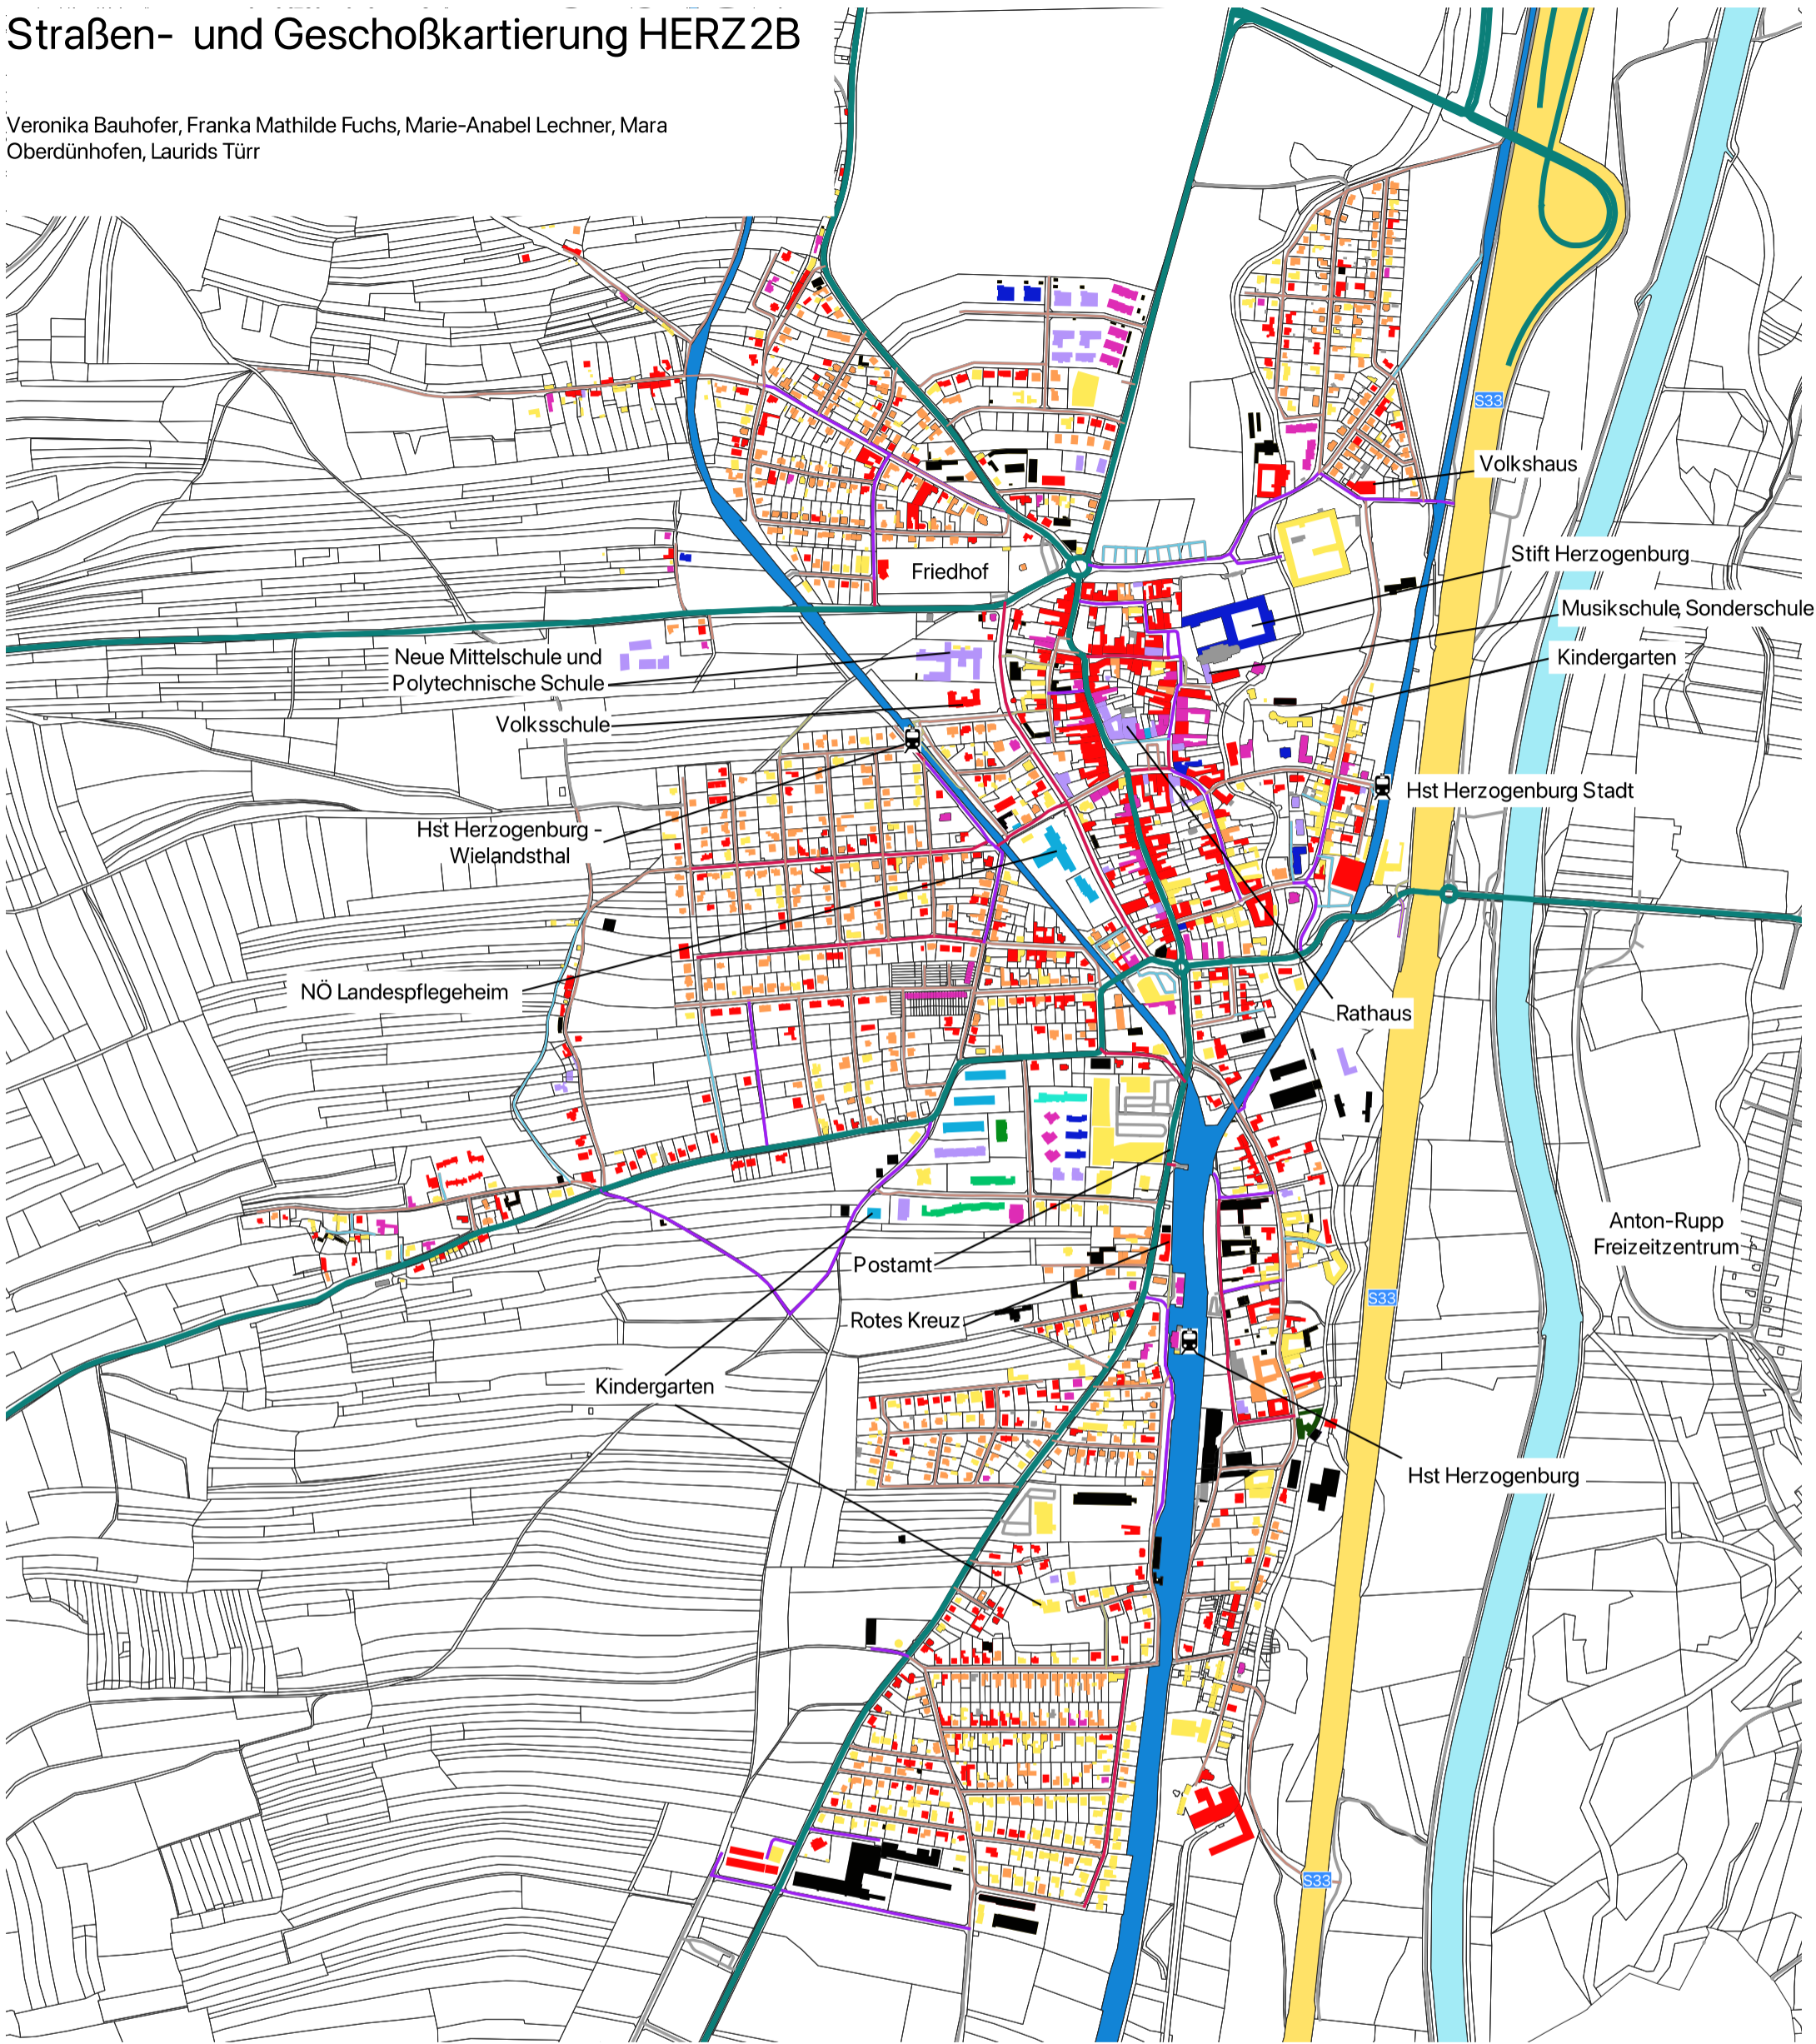 Straßen- und Geschoßkartierung HERZ2B
Veronika Bauhofer, Franka Mathilde Fuchs, Marie-Anabel Lechner, Mara
Oberdünhofen, Laurids Türr
S33
Volkshaus
Stift Herzogenburg
Friedhof
Musikschule, Sonderschule
Neue Mittelschule und
Polytechnische Schule
Kindergarten
Volksschule
Hst Herzogenburg Stadt
Hst Herzogenburg -
Wielandsthal
NÖ Landespflegeheim
Rathaus
Anton-Rupp
Freizeitzentrum
Postamt
S33
Rotes Kreuz
Kindergarten
Hst Herzogenburg
S33